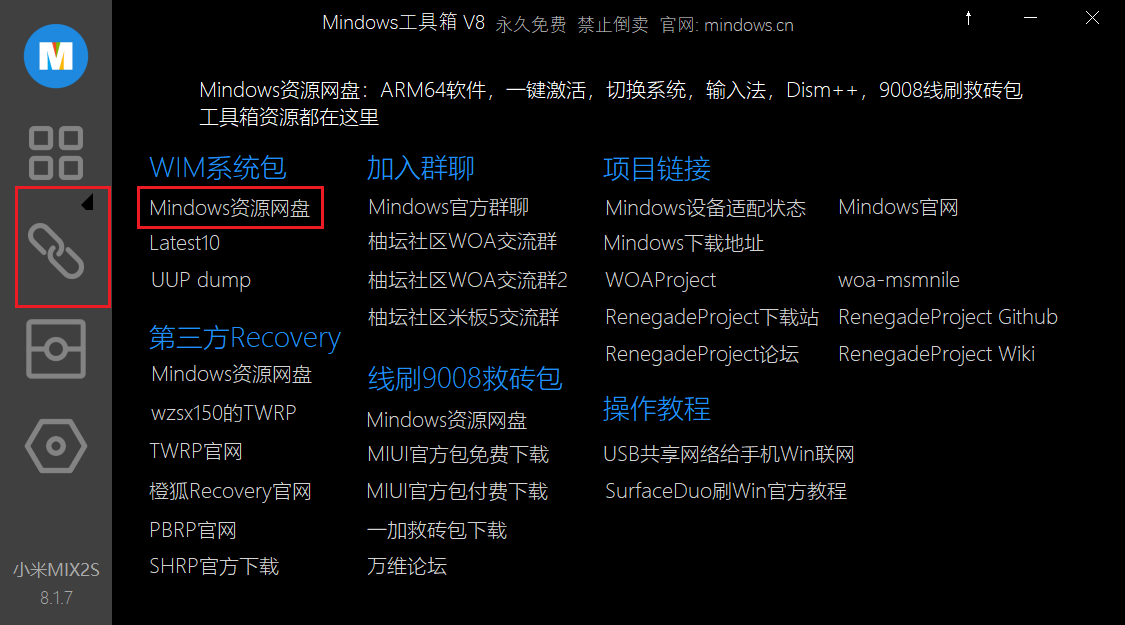 Mindows工具箱 V8 永久免费 禁止倒卖 官网: mindows.cn
Mindows资源网盘：ARM64软件，一键激活，切换系统，输入法，Dism++，9008线刷救砖包
工具箱资源都在这里
WIM系统包
Mindows资源网盘
Latest10
UUP dump
第三方Recovery
Mindows资源网盘
wzsx150的TWRP
TWRP官网
橙狐Recovery官网
PBRP官网
SHRP官方下载
加入群聊
Mindows官方群聊
柚坛社区WOA交流群
柚坛社区WOA交流群2
柚坛社区米板5交流群
线刷9008救砖包
Mindows资源网盘
MIUI官方包免费下载
MIUI官方包付费下载
一加救砖包下载
万维论坛
项目链接
Mindows设备适配状态 Mindows官网
Mindows下载地址
WOAProject woa-msmnile
RenegadeProject下载站 RenegadeProject Github
RenegadeProject论坛 RenegadeProject Wiki
操作教程
USB共享网络给手机Win联网
SurfaceDuo刷Win官方教程
小米MIX2S
8.1.7